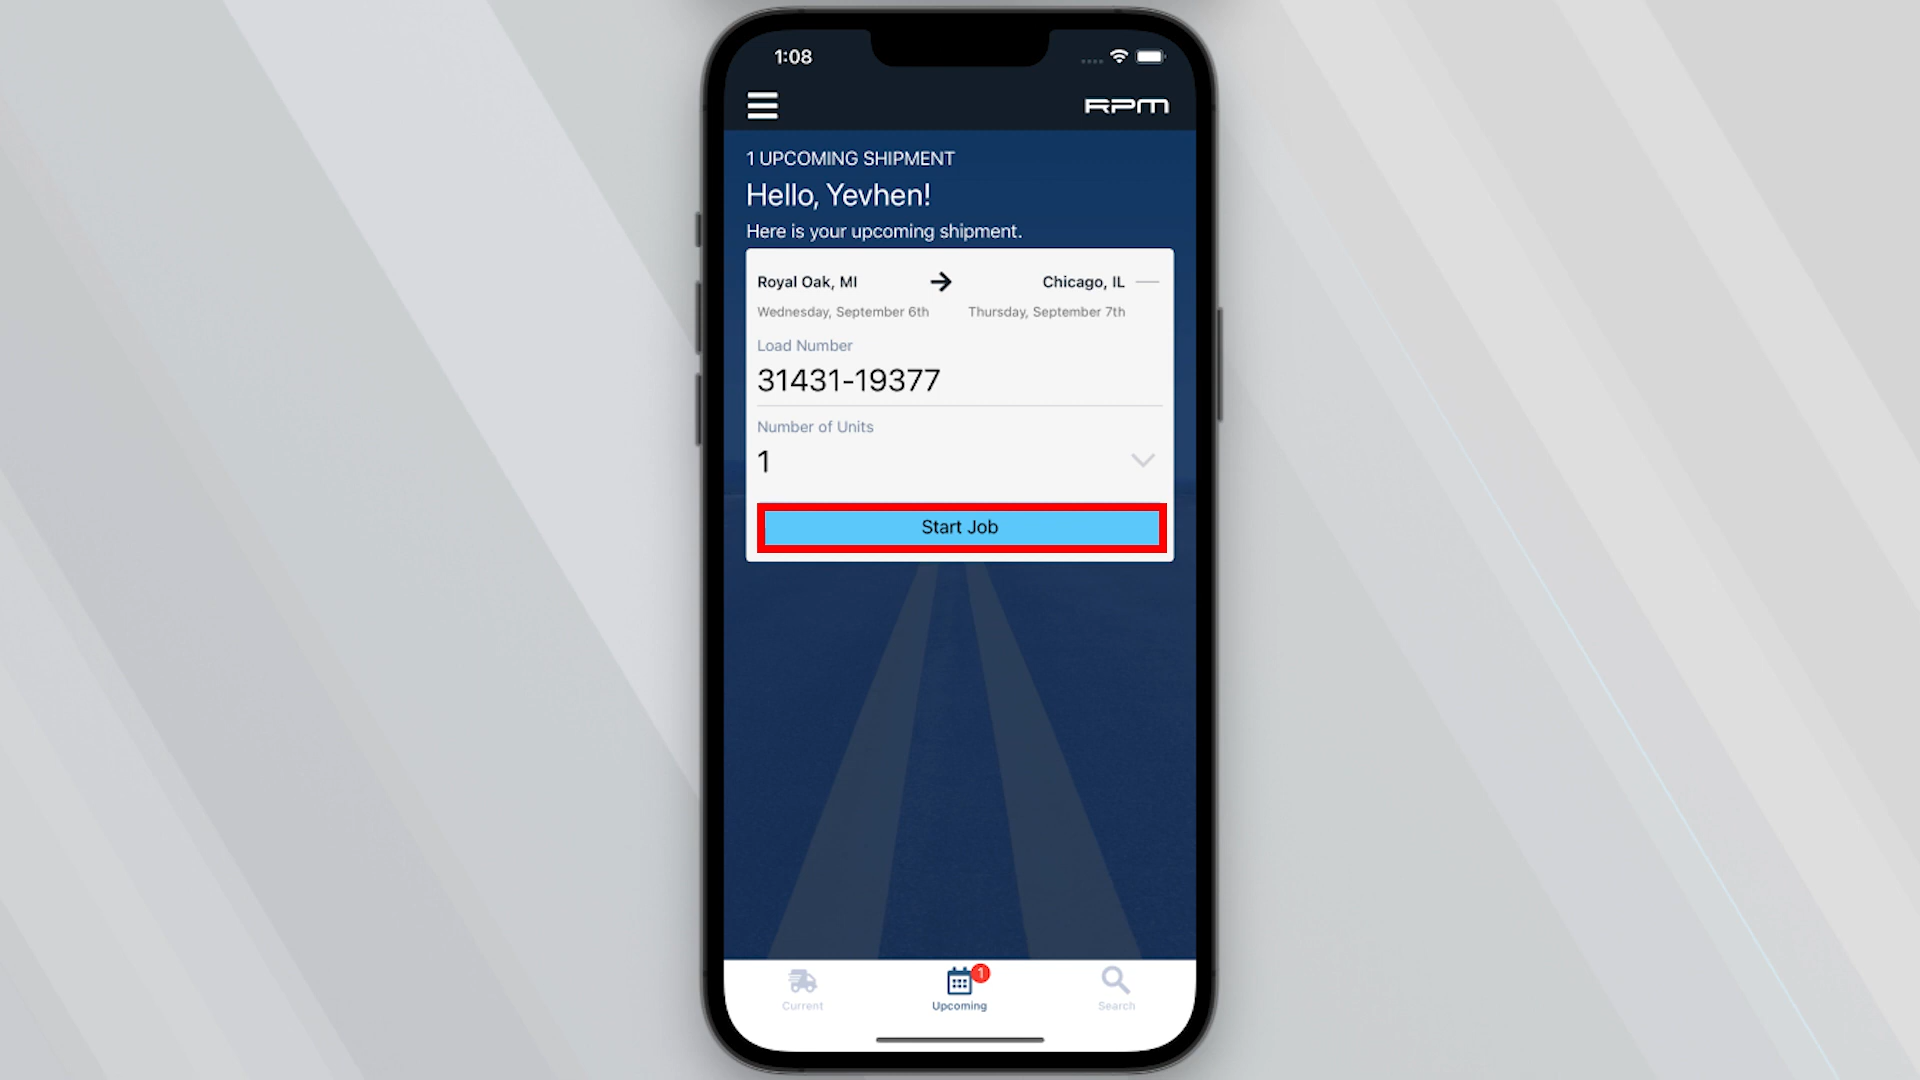 1:08
RPM
1 UPCOMING SHIPMENT
Hello, Yevhen!
Here is your upcoming shipment.
Royal Oak, MI
Chicago, IL
Wednesday, September 6th
Thursday, September 7th
Load Number
31431-19377
Number of Units
1
Start Job
1
Current
Upcoming
Search